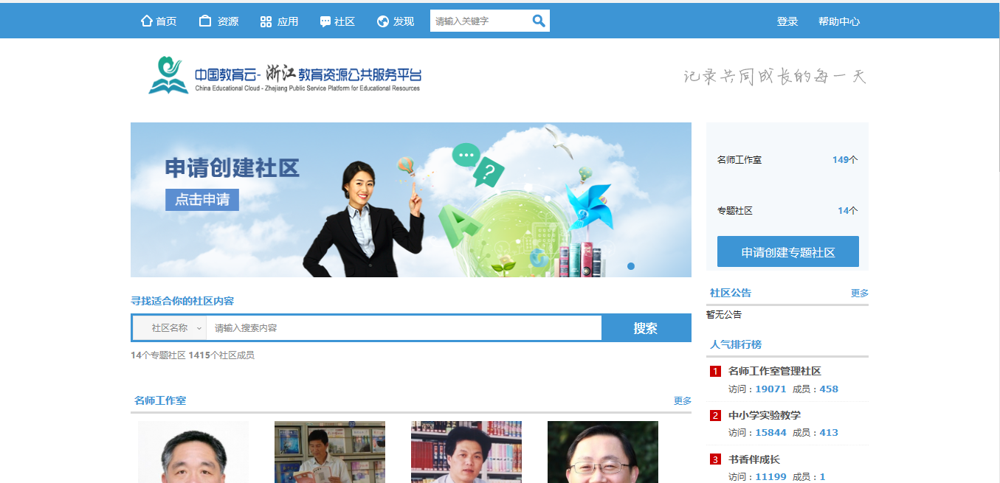 首页 资源 应用 社区 发现 请输入关键字 登录 帮助中心
中国教育云-浙江教育资源公共服务平台
China Educational Cloud - Zhejiang Public Service Platform for Educational Resources
记录共同成长的每一天
申请创建社区
点击申请
?
A
名师工作室 149个
专题社区 14个
申请创建专题社区
寻找适合你的社区内容
社区名称 请输入搜索内容 搜索
14个专题社区 1415个社区成员
名师工作室 更多
社区公告 更多
暂无公告
人气排行榜
1 名师工作室管理社区
访问：19071 成员：458
2 中小学实验教学
访问：15844 成员：413
3 书香伴成长
访问：11199 成员：1